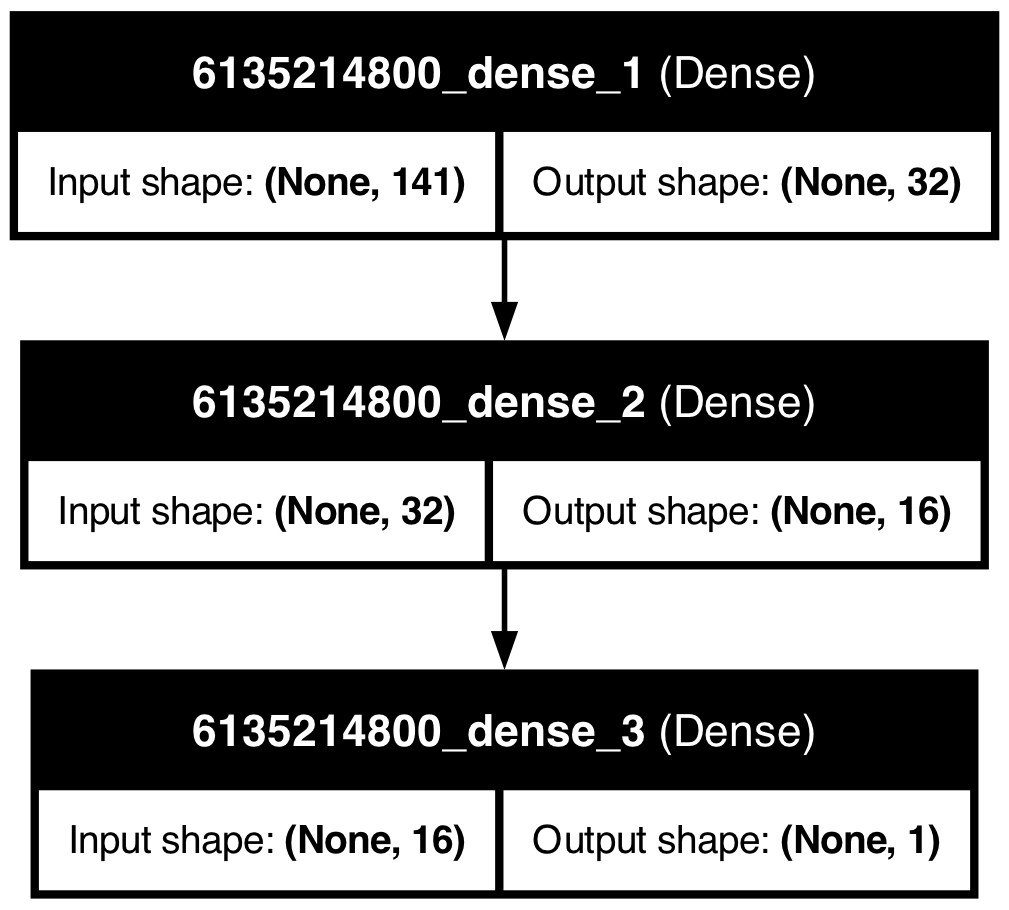 6135214800_dense_1 (Dense)
Input shape: (None, 141) Output shape: (None, 32)
6135214800_dense_2 (Dense)
Input shape: (None, 32) Output shape: (None, 16)
6135214800_dense_3 (Dense)
Input shape: (None, 16) Output shape: (None, 1)